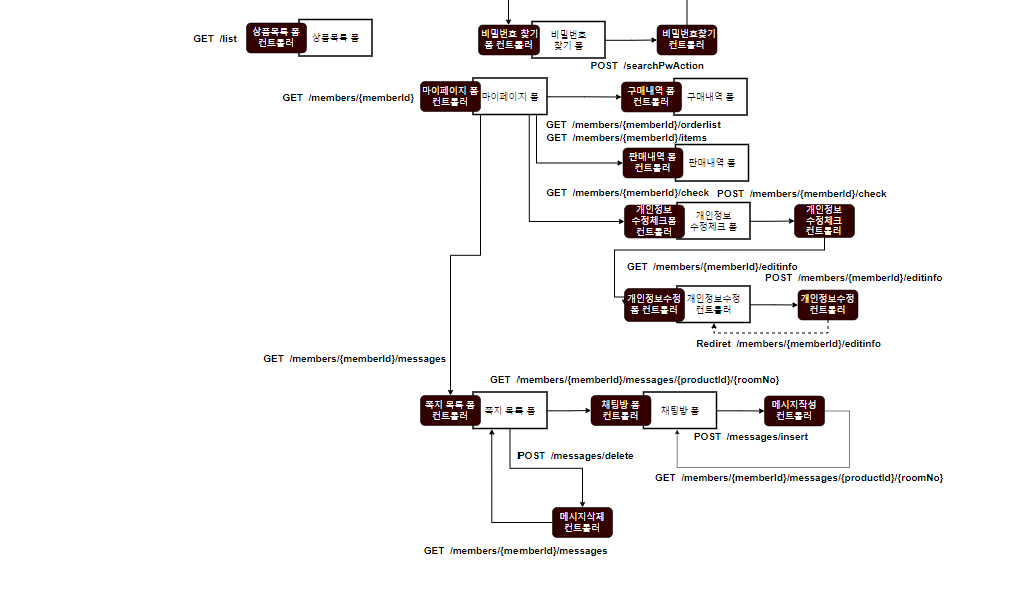 GET /list
상품목록 폼
컨트롤러
상품목록 폼
비밀번호 찾기
폼 컨트롤러
비밀번호
찾기 폼
비밀번호찾기
컨트롤러
POST /searchPwAction
GET /members/{memberId}
마이페이지 폼
컨트롤러
마이페이지 폼
구매내역 폼
컨트롤러
구매내역 폼
GET /members/{memberId}/orderlist
GET /members/{memberId}/items
판매내역 폼
컨트롤러
판매내역 폼
GET /members/{memberId}/check
POST /members/{memberId}/check
개인정보
수정체크폼
컨트롤러
개인정보
수정체크 폼
개인정보
수정체크
컨트롤러
GET /members/{memberId}/editinfo
POST /members/{memberId}/editinfo
개인정보수정
폼 컨트롤러
개인정보수정
컨트롤러
개인정보수정
컨트롤러
Rediret /members/{memberId}/editinfo
GET /members/{memberId}/messages
GET /members/{memberId}/messages/{productId}/{roomNo}
쪽지 목록 폼
컨트롤러
쪽지 목록 폼
채팅방 폼
컨트롤러
채팅방 폼
메시지작성
컨트롤러
POST /messages/insert
POST /messages/delete
GET /members/{memberId}/messages/{productId}/{roomNo}
메시지삭제
컨트롤러
GET /members/{memberId}/messages